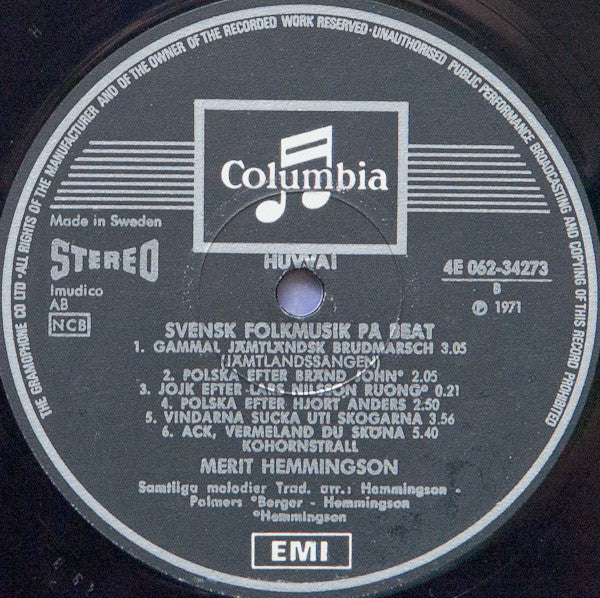 THE GRAMOPHONE CO LTD · ALL RIGHTS OF THE MANUFACTURER AND OF THE OWNER OF THE RECORDED WORK RESERVED · UNAUTHORISED PUBLIC PERFORMANCE BROADCASTING AND COPYING OF THIS RECORD PROHIBITED
Columbia
Made in Sweden
STEREO
Imudico
AB
NCB
HUVVA!
4E 062-34273
B
℗ 1971
SVENSK FOLKMUSIK PA BEAT
1. GAMMAL JÄMTLÄNDSK BRUDMARSCH 3.05
(JÄMTLANDSSÅNGEN)
2. POLSKA EFTER BRÄND JOHN° 2.05
3. JOJK EFTER LARS NILSSON RUONG° 0.21
4. POLSKA EFTER HJORT ANDERS 2:50
5. VINDARNA SUCKA UTI SKOGARNA 3.56
6. ACK, VERMELAND DU SKÖNA 5.40
KOHORNSTRALL
MERIT HEMMINGSON
Samtliga melodier Trad. arr.: Hemmingson -
Palmers °Berger - Hemmingson
°Hemmingson
EMI